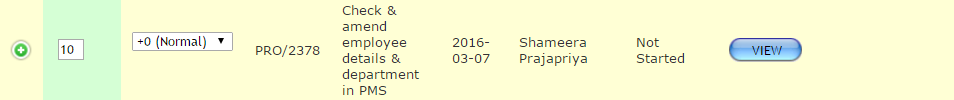 10
+0 (Normal)
PRO/2378
Check &
amend
employee
details &
department
in PMS
2016-
03-07
Shameera
Prajapriya
Not
Started
VIEW